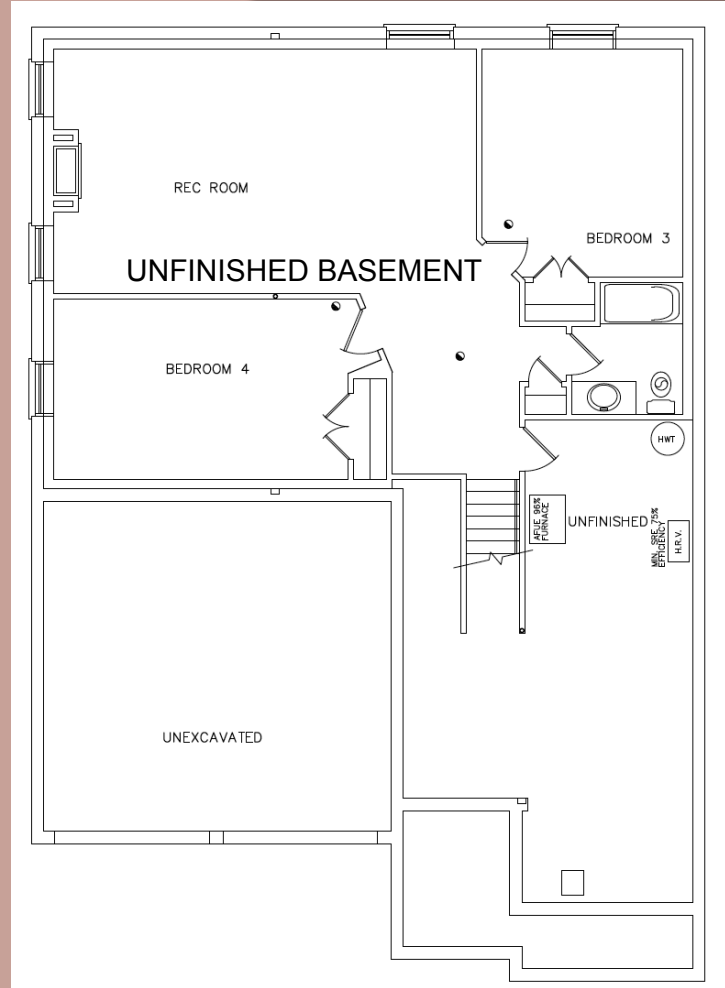 REC ROOM
BEDROOM 3
UNFINISHED BASEMENT
BEDROOM 4
HWT
AFUE 96%
FURNACE
UNFINISHED
MIN. SRE 75%
EFFICIENCY
H.R.V.
UNEXCAVATED